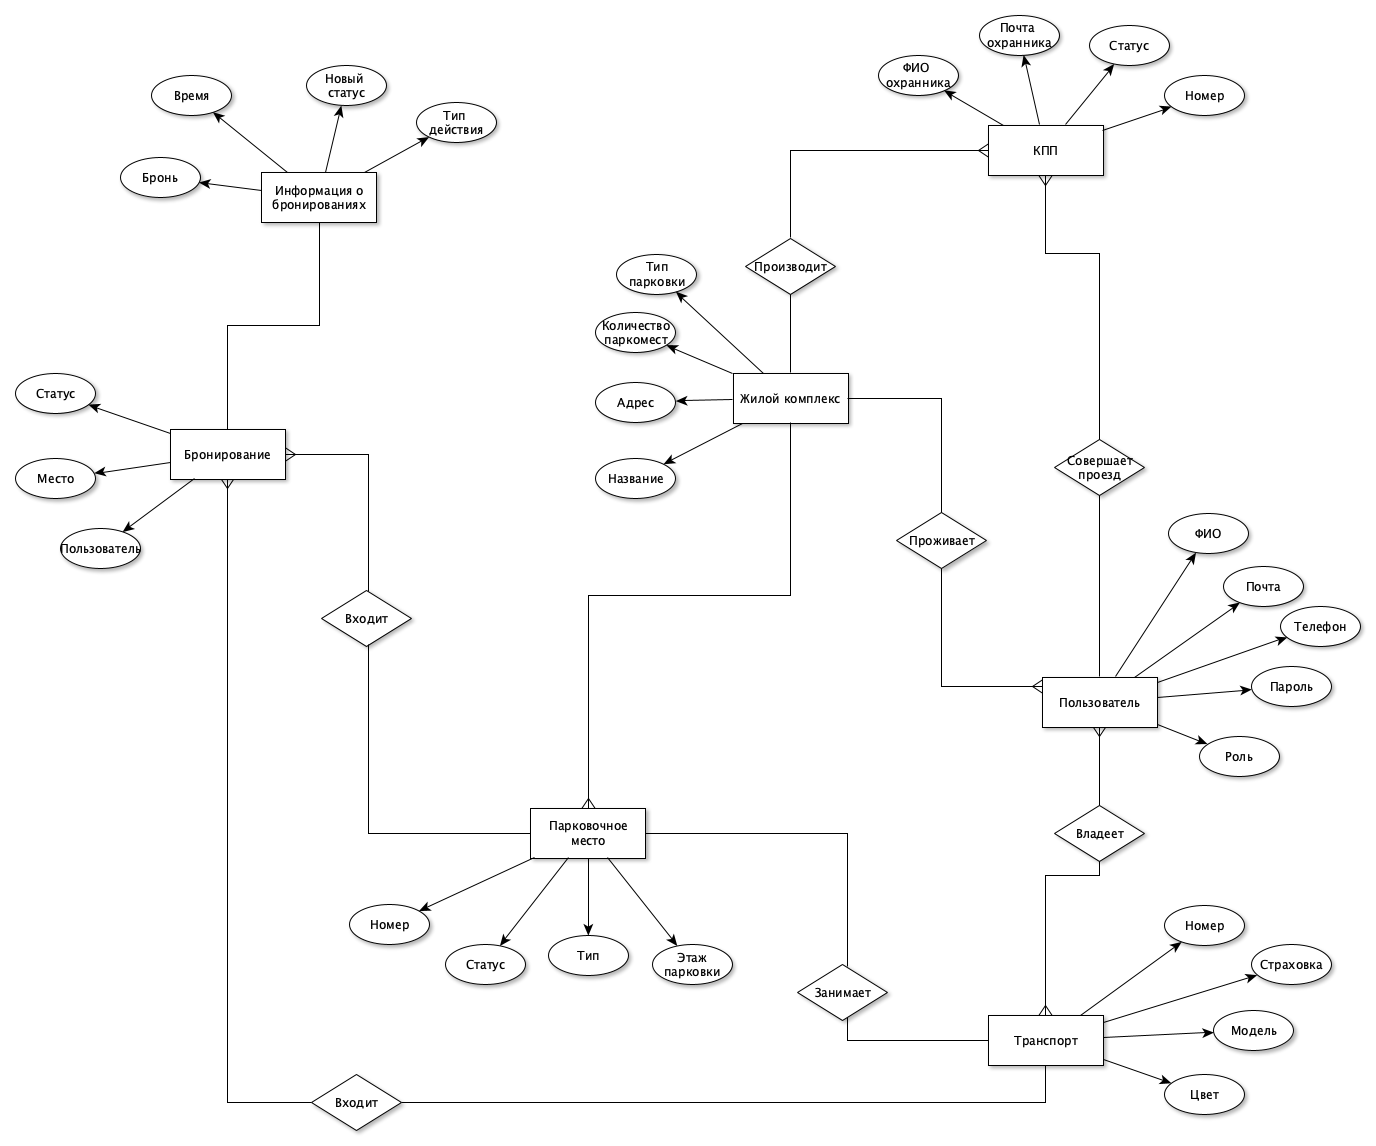 Почта
охранника
Статус
ФИО
охранника
Номер
Время
Новый
статус
Тип
действия
КПП
Бронь
Информация о
бронированиях
Производит
Тип
парковки
Количество
паркомест
Адрес
Жилой комплекс
Название
Статус
Бронирование
Место
Пользователь
Совершает
проезд
Проживает
ФИО
Почта
Телефон
Пароль
Пользователь
Роль
Входит
Парковочное
место
Владеет
Номер
Статус
Тип
Этаж
парковки
Занимает
Номер
Страховка
Модель
Транспорт
Цвет
Входит